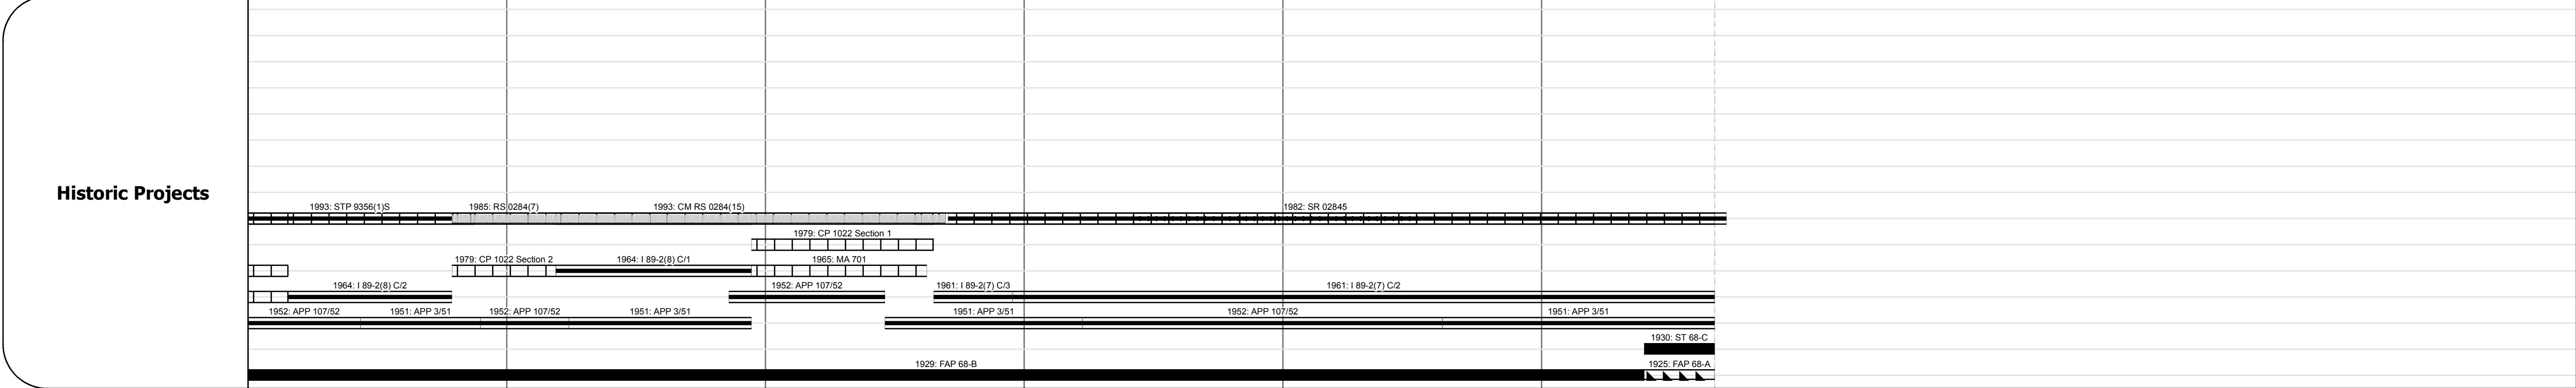 Historic Projects
1993: STP 9356(1)S
1985: RS 0284(7)
1993: CM RS 0284(15)
1982: SR 02845
1979: CP 1022 Section 1
1979: CP 1022 Section 2
1964: I 89-2(8) C/1
1965: MA 701
1964: I 89-2(8) C/2
1952: APP 107/52
1961: I 89-2(7) C/3
1961: I 89-2(7) C/2
1952: APP 107/52
1951: APP 3/51
1952: APP 107/52
1951: APP 3/51
1951: APP 3/51
1952: APP 107/52
1951: APP 3/51
1930: ST 68-C
1929: FAP 68-B
1925: FAP 68-A